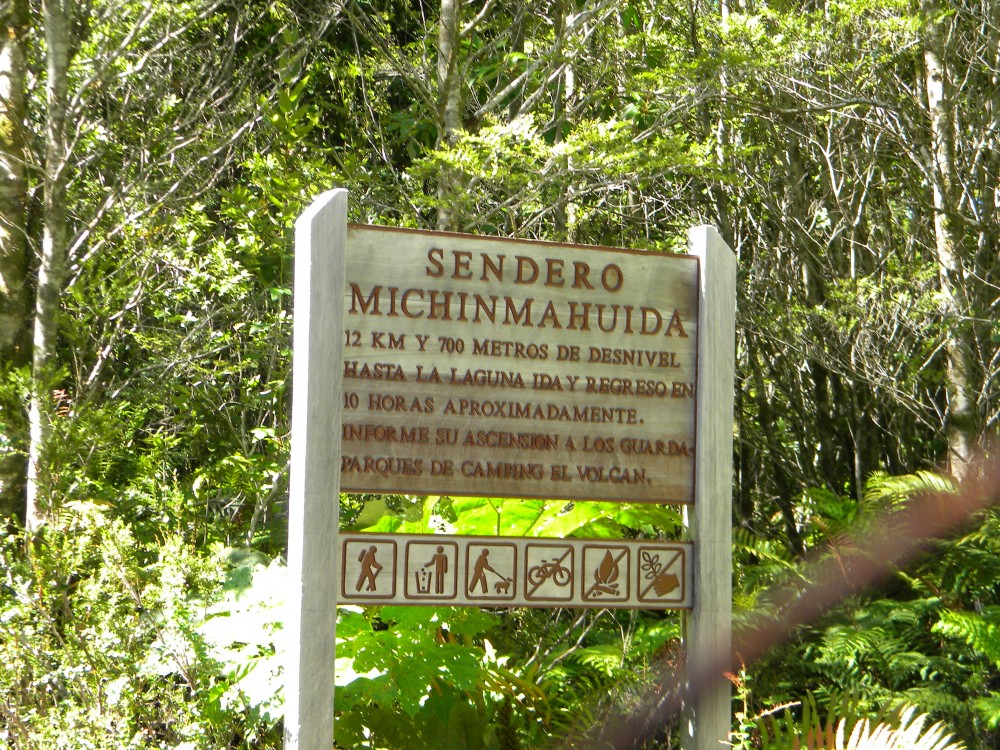 SENDERO
MICHINMAHUIDA
12 KM Y 700 METROS DE DESNIVEL
HASTA LA LAGUNA IDA Y REGRESO EN
10 HORAS APROXIMADAMENTE.
INFORME SU ASCENSION A LOS GUARDA-
PARQUES DE CAMPING EL VOLCAN.